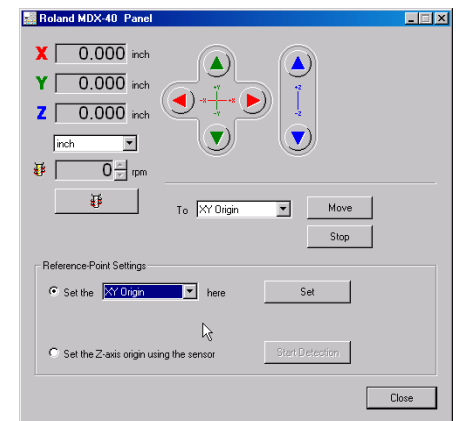 Roland MDX-40 Panel
X 0.000 inch
Y 0.000 inch
Z 0.000 inch
+Y
-X +X
-Y
+Z
-Z
inch
0 rpm
To XY Origin Move
Stop
Reference-Point Settings
Set the XY Origin here Set
Set the Z-axis origin using the sensor Start Detection
Close